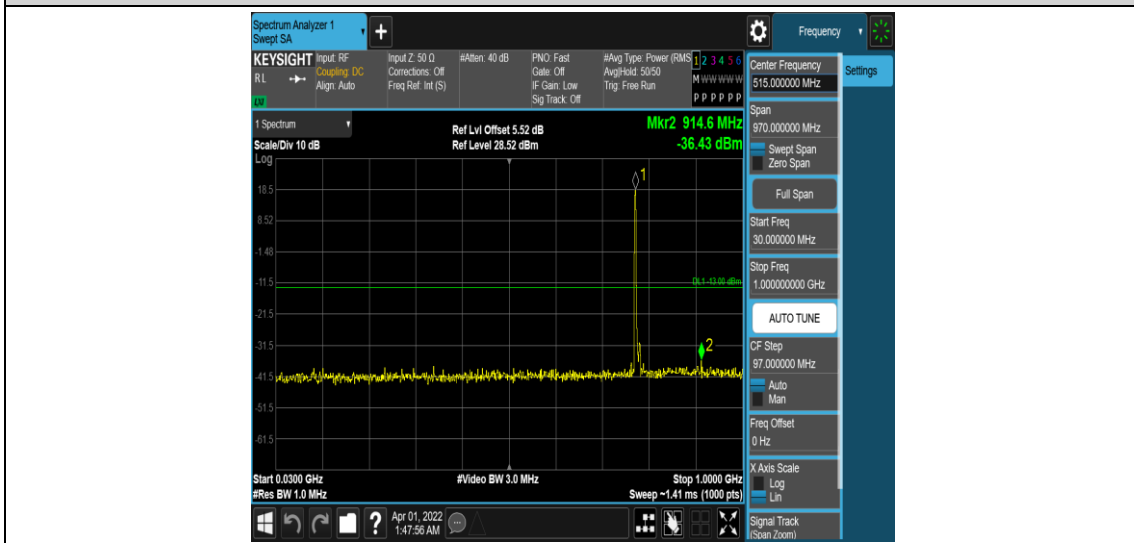 Spectrum Analyzer 1
Swept SA
+
Frequency
KEYSIGHT
RL
LXI
Input: RF
Coupling: DC
Align: Auto
Input Z: 50 Ω
Corrections: Off
Freq Ref: Int (S)
#Atten: 40 dB
PNO: Fast
Gate: Off
IF Gain: Low
Sig Track: Off
#Avg Type: Power (RMS
Avg|Hold: 50/50
Trig: Free Run
1 2 3 4 5 6
M W W W W W
P P P P P P
1 Spectrum
Scale/Div 10 dB
Log
Ref Lvl Offset 5.52 dB
Ref Level 28.52 dBm
Mkr2 914.6 MHz
-36.43 dBm
1
18.5
8.52
-1.48
-11.5
DL1 -13.00 dBm
-21.5
-31.5
2
-41.5
-51.5
-61.5
Start 0.0300 GHz
#Res BW 1.0 MHz
#Video BW 3.0 MHz
Stop 1.0000 GHz
Sweep ~1.41 ms (1000 pts)
Center Frequency
515.000000 MHz
Settings
Span
970.000000 MHz
Swept Span
Zero Span
Full Span
Start Freq
30.000000 MHz
Stop Freq
1.000000000 GHz
AUTO TUNE
CF Step
97.000000 MHz
Auto
Man
Freq Offset
0 Hz
X Axis Scale
Log
Lin
Signal Track
(Span Zoom)
?
Apr 01, 2022
1:47:56 AM